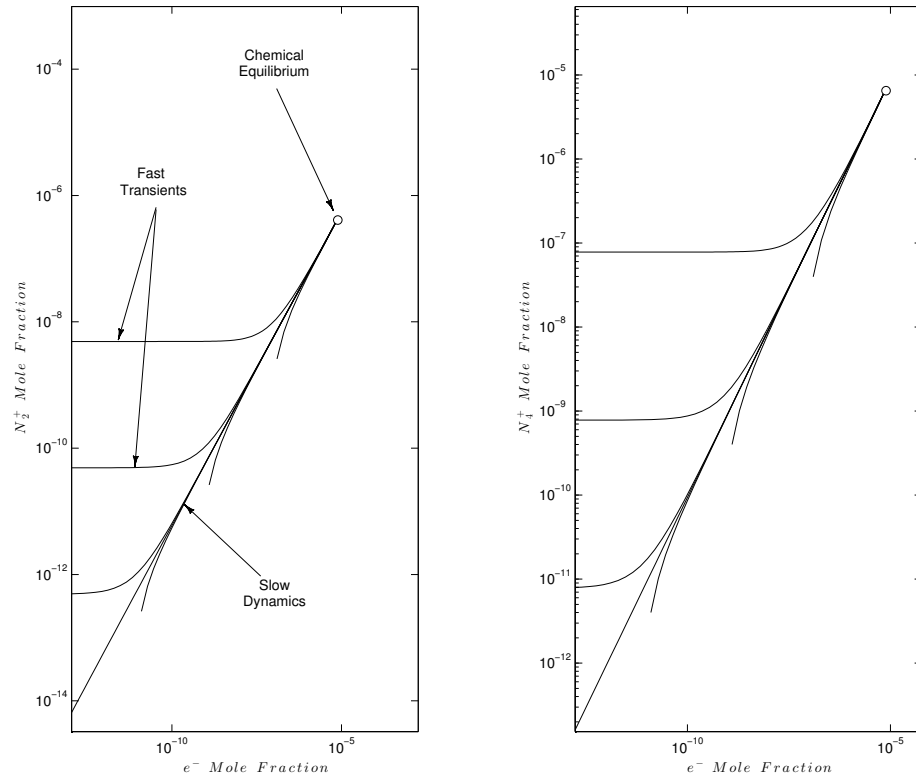 Chemical
Equilibrium
Fast
Transients
Slow
Dynamics
10⁻⁴
10⁻⁶
10⁻⁸
10⁻¹⁰
10⁻¹²
10⁻¹⁴
N₂⁺ Mole Fraction
10⁻¹⁰
10⁻⁵
e⁻ Mole Fraction
10⁻⁵
10⁻⁶
10⁻⁷
10⁻⁸
10⁻⁹
10⁻¹⁰
10⁻¹¹
10⁻¹²
N₄⁺ Mole Fraction
10⁻¹⁰
10⁻⁵
e⁻ Mole Fraction